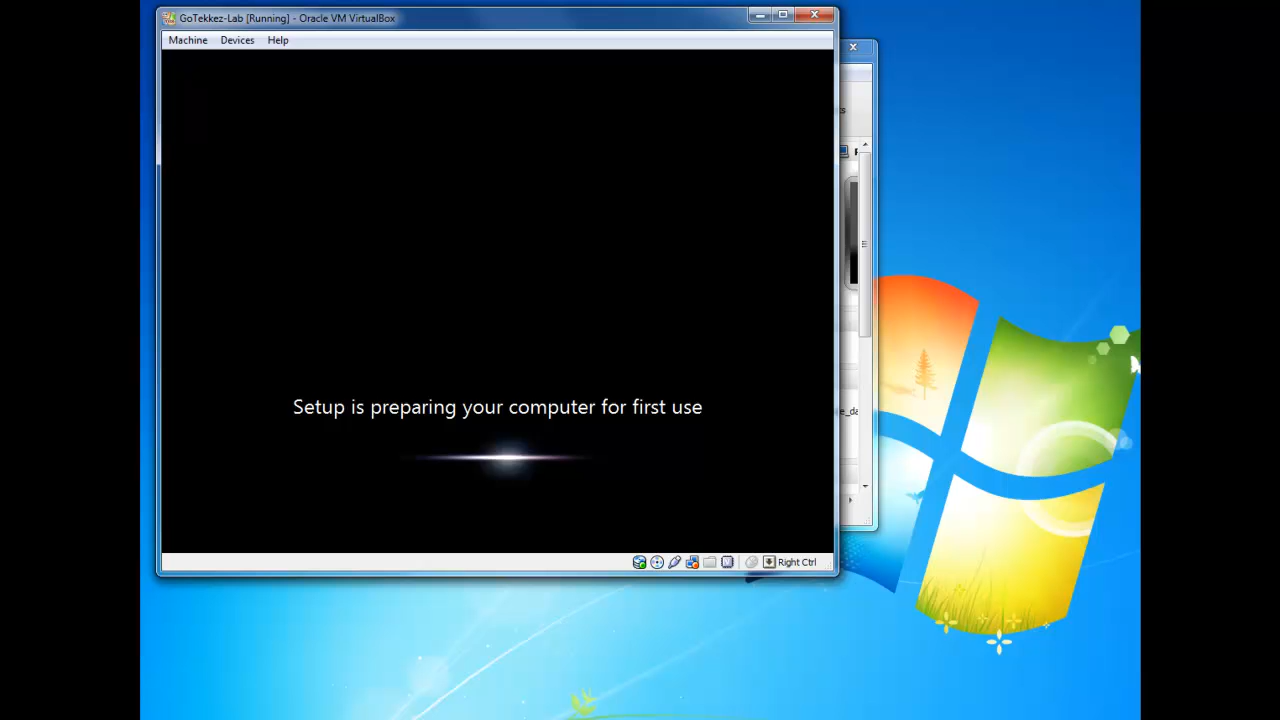 GoTekkez-Lab [Running] - Oracle VM VirtualBox
Machine Devices Help
Setup is preparing your computer for first use
Right Ctrl